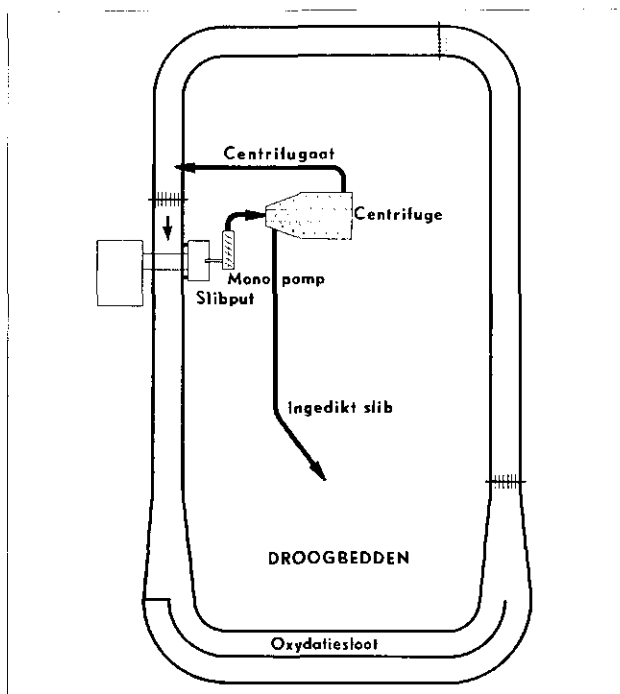 Centrifugaat
Centrifuge
Mono pomp
Slibput
Ingedikt slib
DROOGBEDDEN
Oxydatiesloot